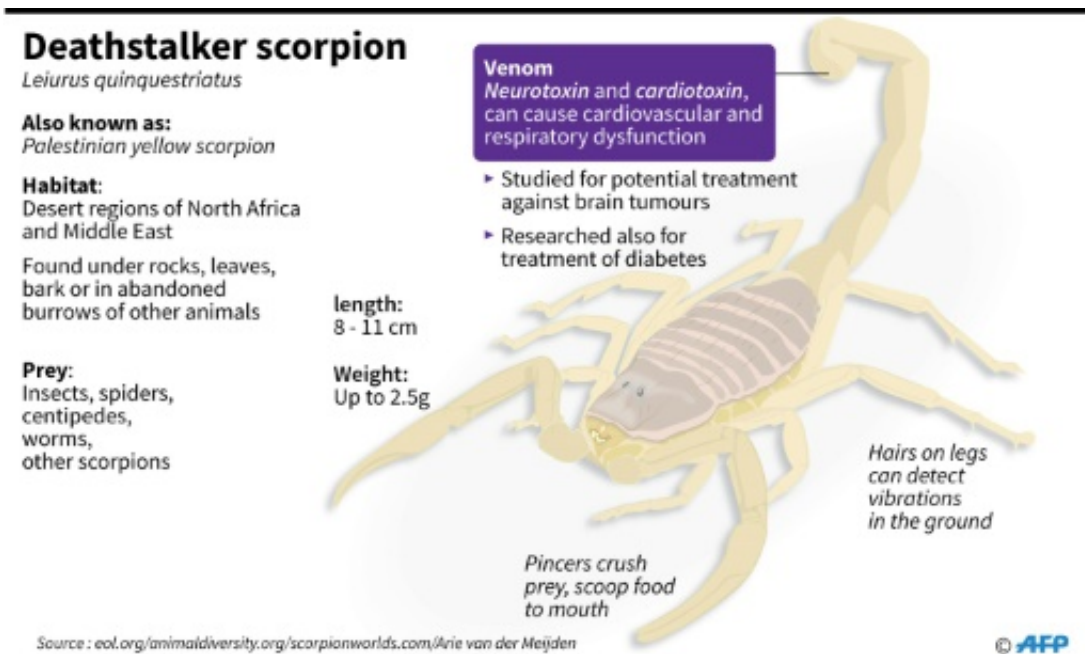 Deathstalker scorpion
Leiurus quinquestriatus
Also known as:
Palestinian yellow scorpion
Habitat:
Desert regions of North Africa
and Middle East
Found under rocks, leaves,
bark or in abandoned
burrows of other animals
Prey:
Insects, spiders,
centipedes,
worms,
other scorpions
length:
8 - 11 cm
Weight:
Up to 2.5g
Venom
Neurotoxin and cardiotoxin,
can cause cardiovascular and
respiratory dysfunction
▸ Studied for potential treatment
against brain tumours
▸ Researched also for
treatment of diabetes
Hairs on legs
can detect
vibrations
in the ground
Pincers crush
prey, scoop food
to mouth
Source : eol.org/animaldiversity.org/scorpionworlds.com/Arie van der Meijden
© AFP